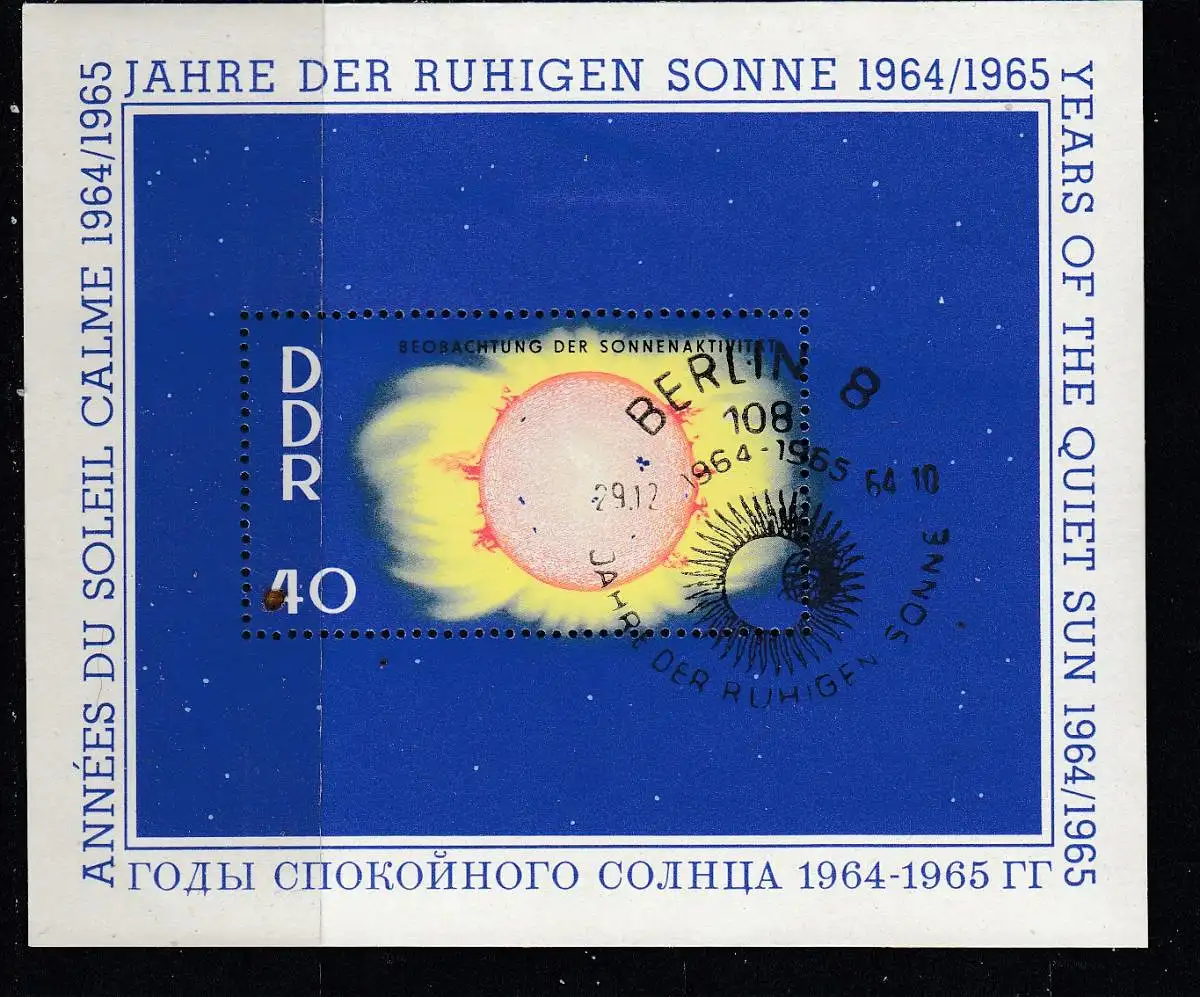 JAHRE DER RUHIGEN SONNE 1964/1965
ANNÉES DU SOLEIL CALME 1964/1965
YEARS OF THE QUIET SUN 1964/1965
BEOBACHTUNG DER SONNENAKTIVITÄT
DDR
40
BERLIN 8
108
1964-1965
29.12 64 10
JAHRE DER RUHIGEN SONNE
ГОДЫ СПОКОЙНОГО СОЛНЦА 1964-1965 ГГ